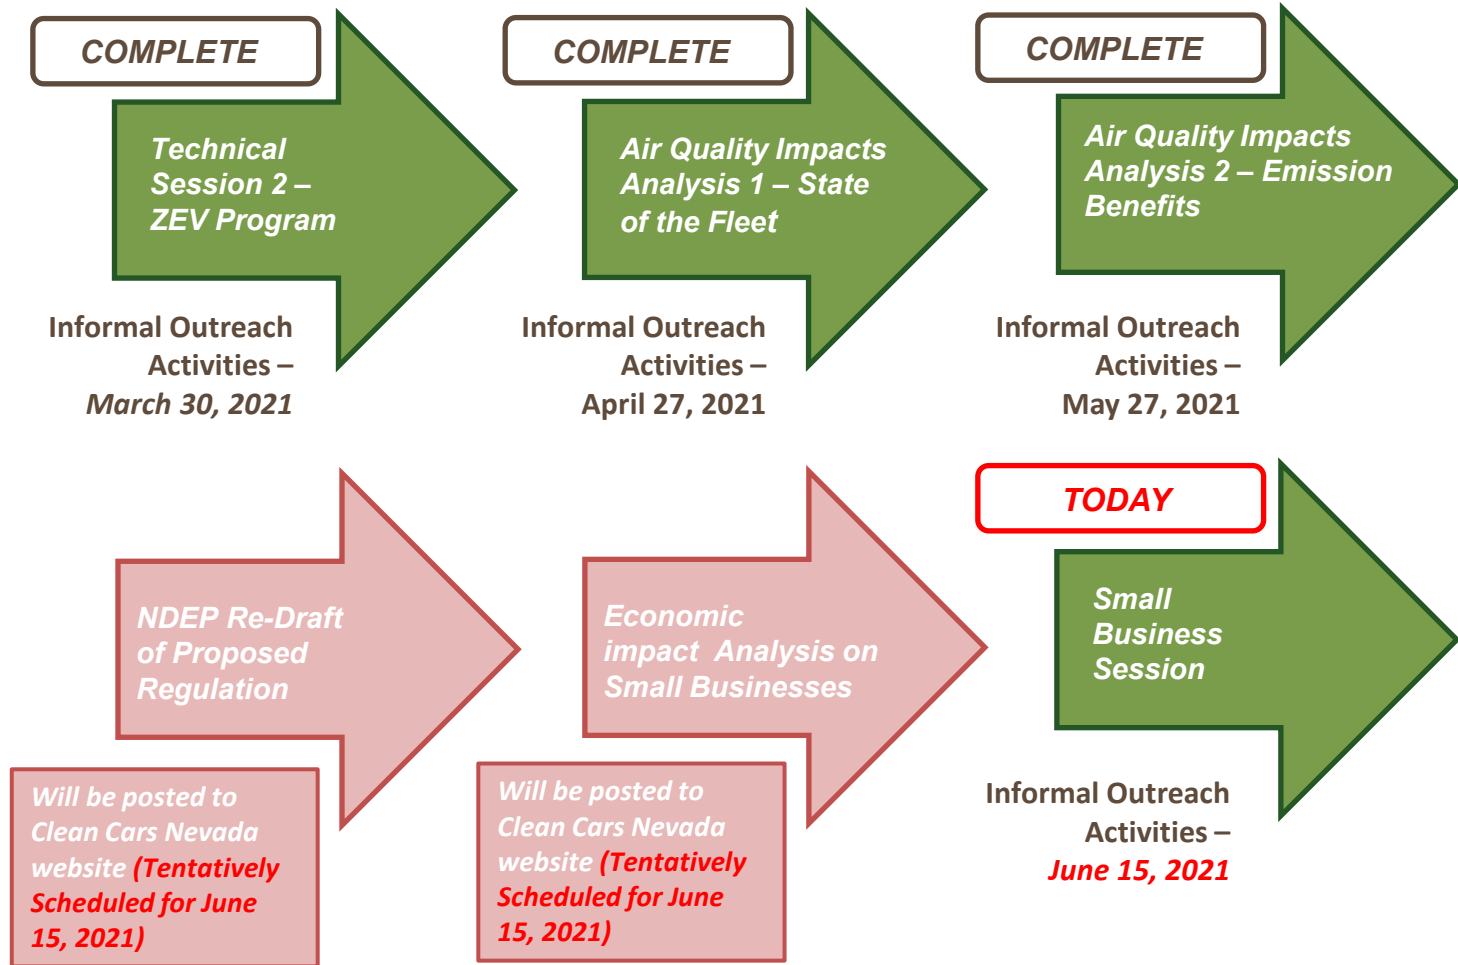 COMPLETE
Technical
Session 2 –
ZEV Program
Informal Outreach
Activities –
March 30, 2021
COMPLETE
Air Quality Impacts
Analysis 1 – State
of the Fleet
Informal Outreach
Activities –
April 27, 2021
COMPLETE
Air Quality Impacts
Analysis 2 – Emission
Benefits
Informal Outreach
Activities –
May 27, 2021
NDEP Re-Draft
of Proposed
Regulation
Will be posted to
Clean Cars Nevada
website (Tentatively
Scheduled for June
15, 2021)
Economic
impact  Analysis on
Small Businesses
Will be posted to
Clean Cars Nevada
website (Tentatively
Scheduled for June
15, 2021)
TODAY
Small
Business
Session
Informal Outreach
Activities –
June 15, 2021